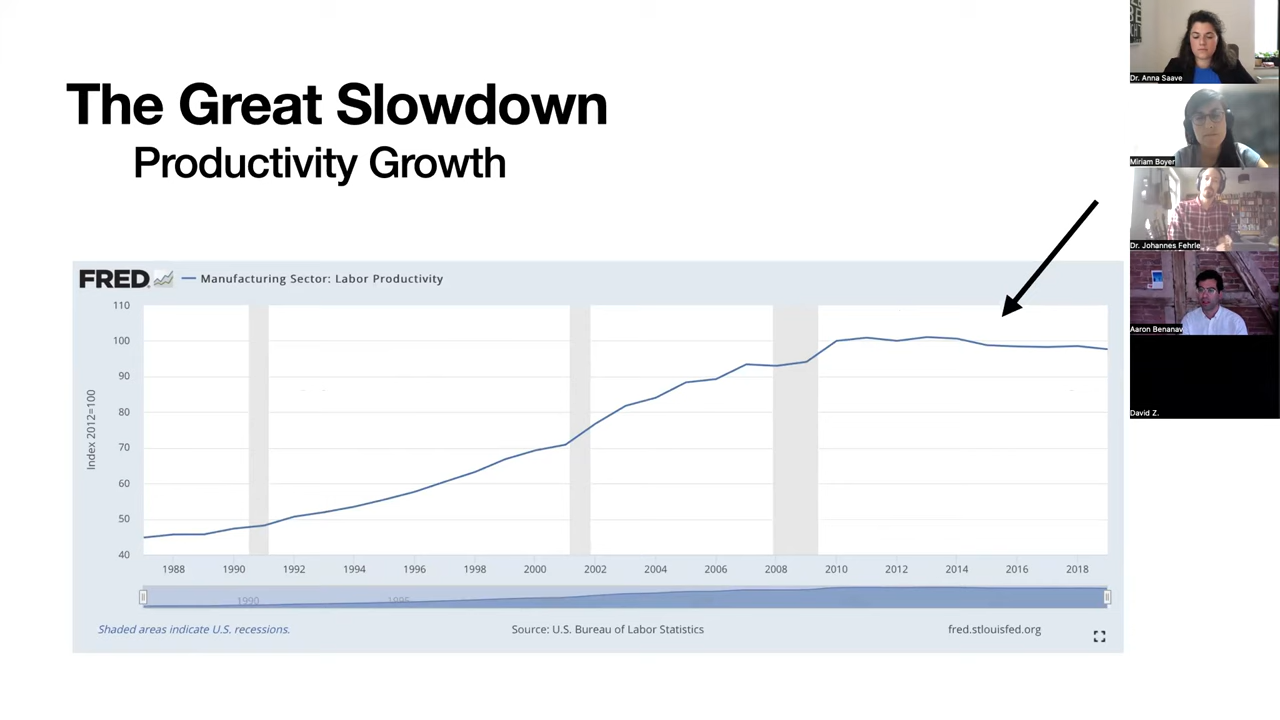 The Great Slowdown
Productivity Growth
FRED
Manufacturing Sector: Labor Productivity
110
100
90
80
70
60
50
40
Index 2012=100
1988 1990 1992 1994 1996 1998 2000 2002 2004 2006 2008 2010 2012 2014 2016 2018
1990 1995
Shaded areas indicate U.S. recessions.
Source: U.S. Bureau of Labor Statistics
fred.stlouisfed.org
Dr. Anna Saave
Miriam Boyer
Dr. Johannes Fehrle
Aaron Benanav
David Z.